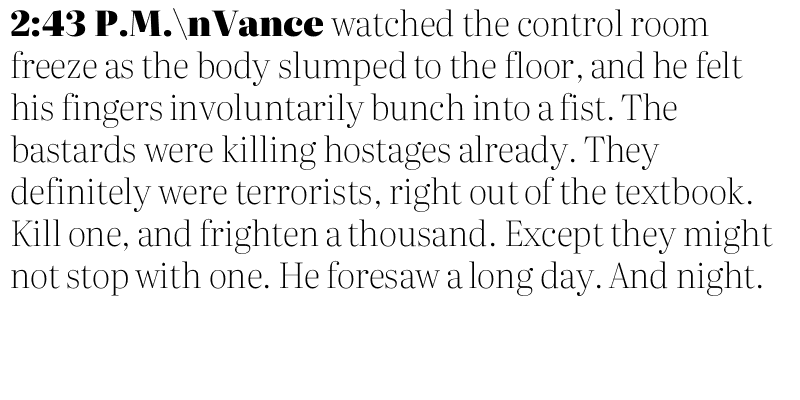 2:43 P.M.\nVance watched the control room
freeze as the body slumped to the floor, and he felt
his fingers involuntarily bunch into a fist. The
bastards were killing hostages already. They
definitely were terrorists, right out of the textbook.
Kill one, and frighten a thousand. Except they might
not stop with one. He foresaw a long day. And night.